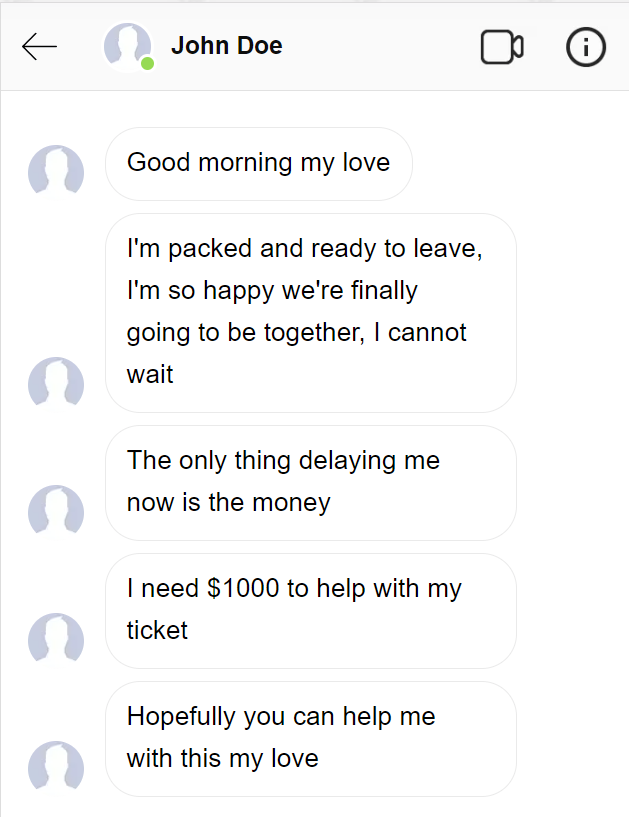 John Doe
Good morning my love
I'm packed and ready to leave,
I'm so happy we're finally
going to be together, I cannot
wait
The only thing delaying me
now is the money
I need $1000 to help with my
ticket
Hopefully you can help me
with this my love